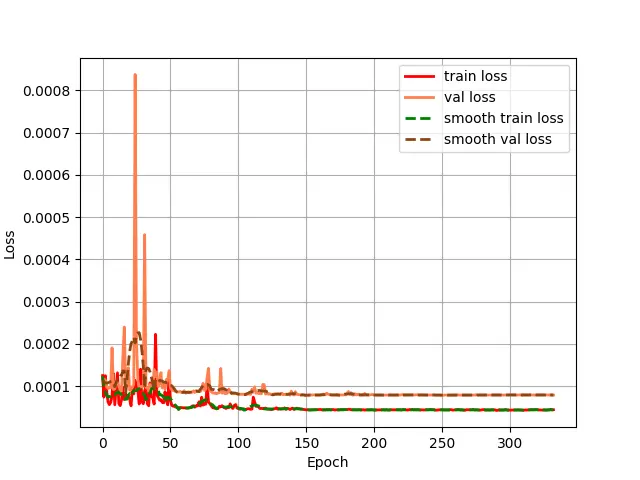 train loss
val loss
smooth train loss
smooth val loss
0.0008
0.0007
0.0006
0.0005
0.0004
0.0003
0.0002
0.0001
Loss
0 50 100 150 200 250 300
Epoch